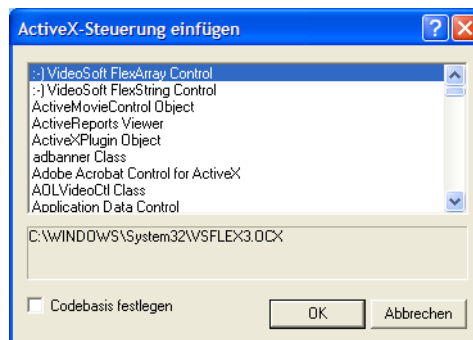 ActiveX-Steuerung einfügen
:-) VideoSoft FlexArray Control
:-) VideoSoft FlexString Control
ActiveMovieControl Object
ActiveReports Viewer
ActiveXPlugin Object
adbanner Class
Adobe Acrobat Control for ActiveX
AOLVideoCtl Class
Application Data Control
C:\WINDOWS\System32\VSFLEX3.OCX
Codebasis festlegen
OK
Abbrechen